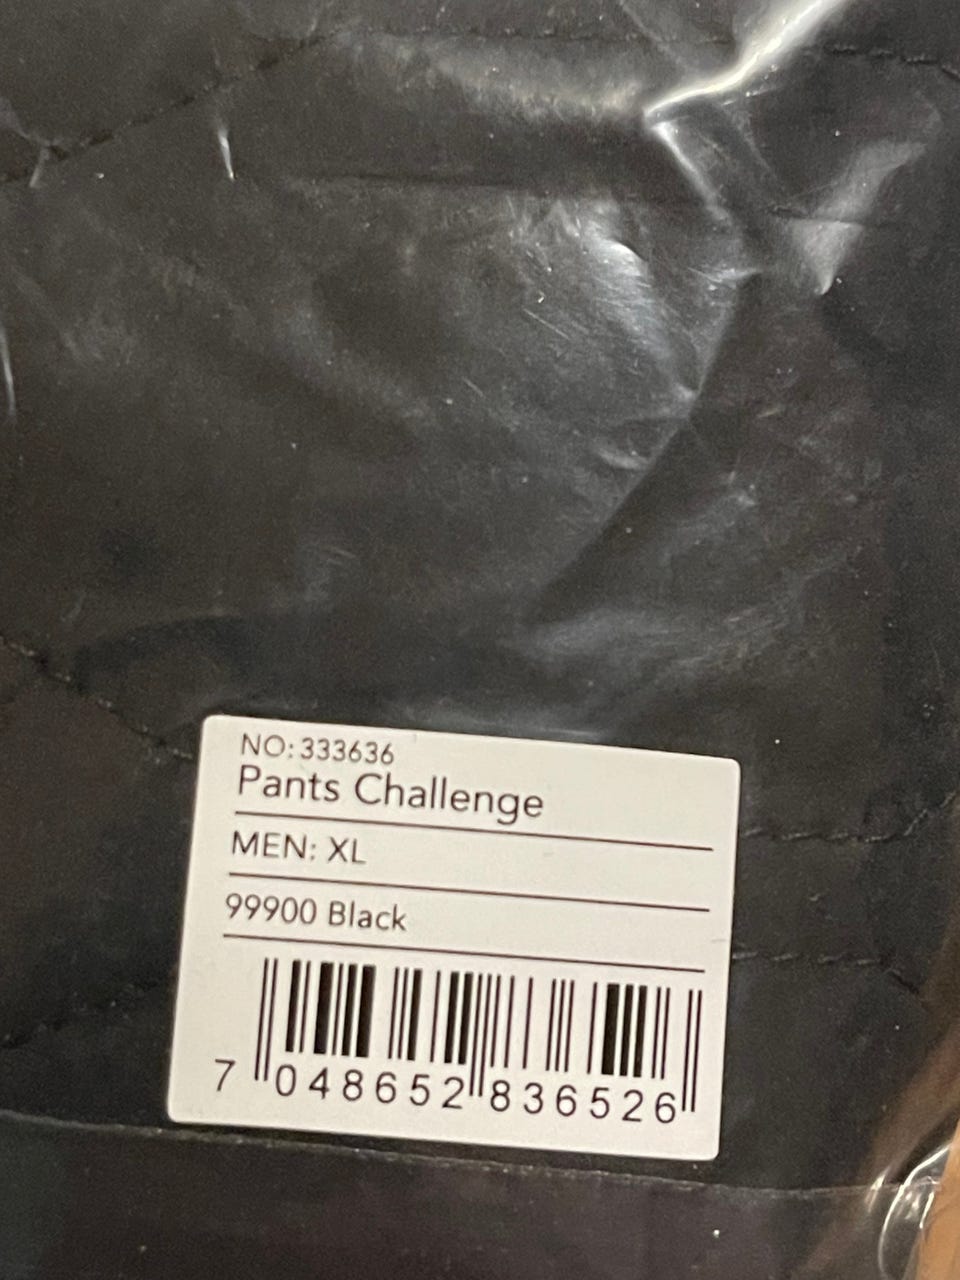 NO:333636
Pants Challenge
MEN: XL
99900 Black
7 048652 836526